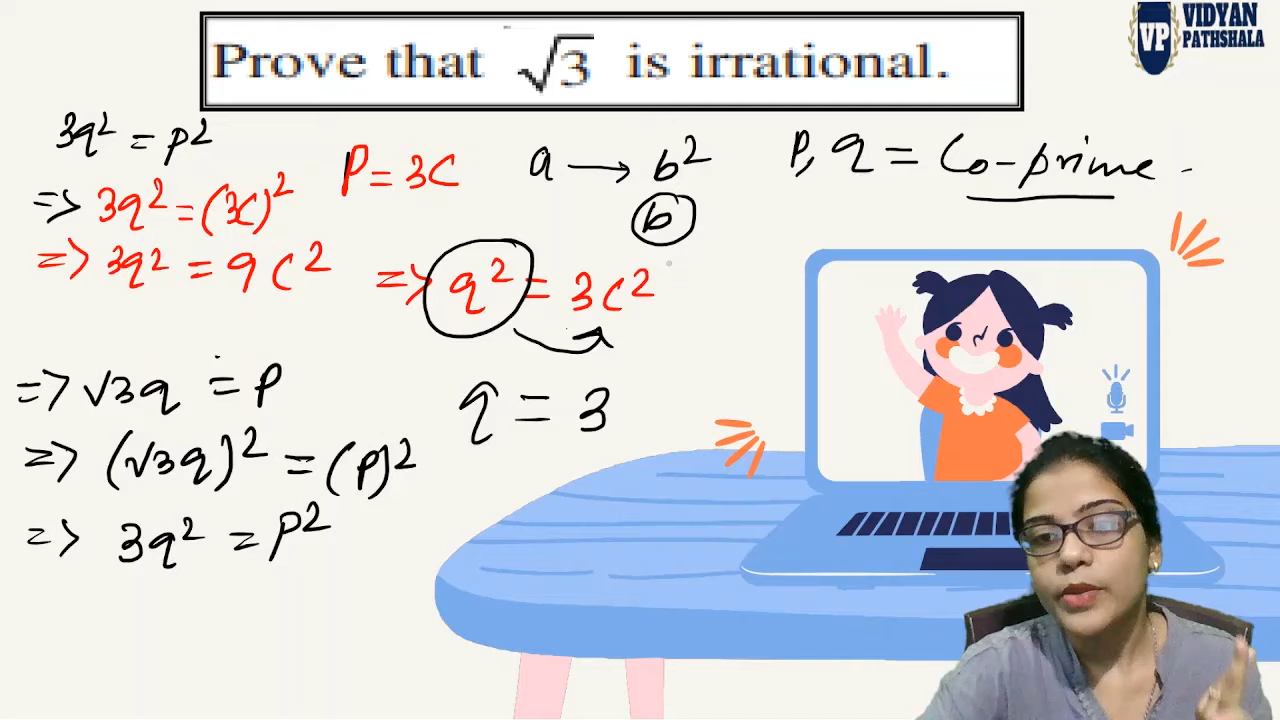 VIDYAN
PATHSHALA
VP
Prove that √3 is irrational.
3q² = p²
=> 3q² = (3c)²
=> 3q² = 9c²
P = 3c
a → b²
b
P, q = Co-prime
=> q² = 3c²
=> √3q = p
=> (√3q)² = (p)²
=> 3q² = p²
q = 3